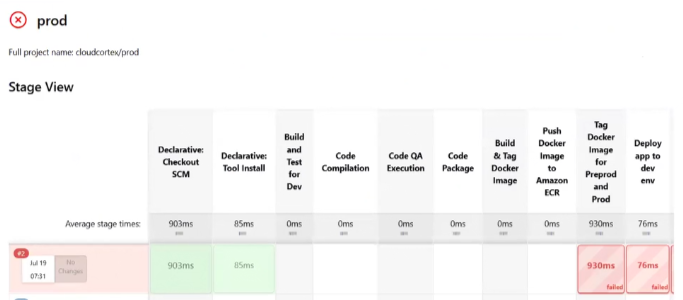 prod
Full project name: cloudcortex/prod
Stage View
Declarative: Checkout SCM
Declarative: Tool Install
Build and Test for Dev
Code Compilation
Code QA Execution
Code Package
Build & Tag Docker Image
Push Docker Image to Amazon ECR
Tag Docker Image for Preprod and Prod
Deploy app to dev env
Average stage times: 903ms 85ms 0ms 0ms 0ms 0ms 0ms 0ms 930ms 76ms
#2
Jul 19
07:31
No Changes
903ms 85ms 930ms 76ms
failed failed